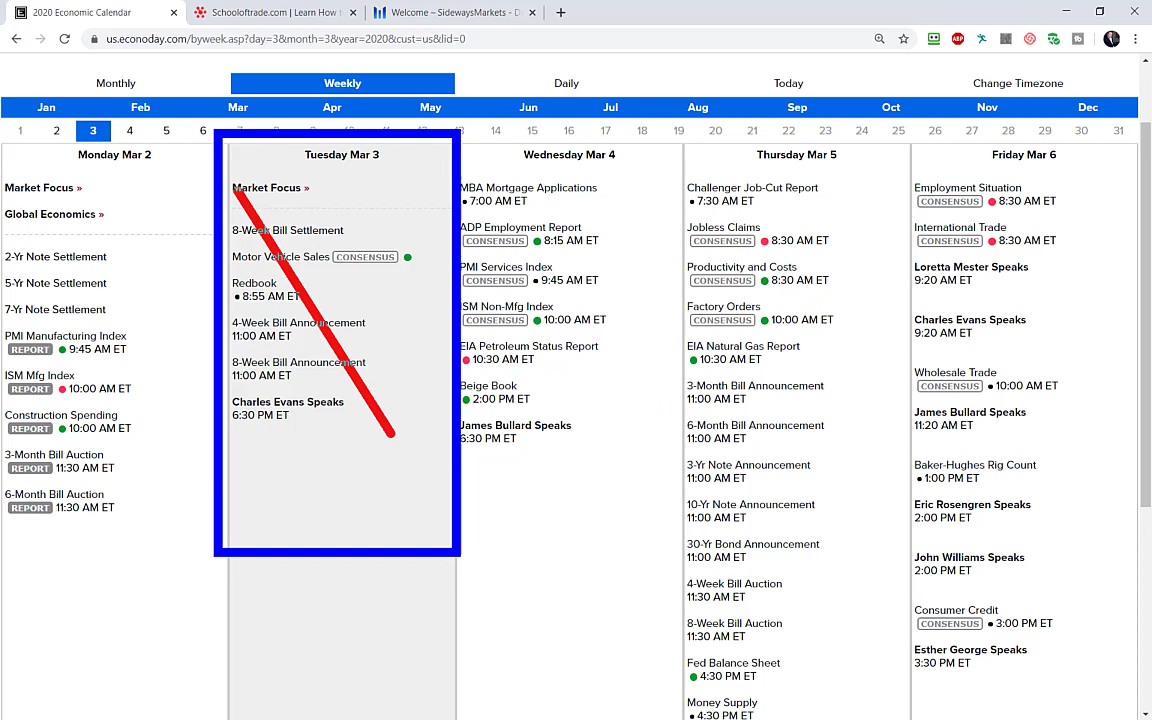 2020 Economic Calendar
Schooloftrade.com | Learn How
Welcome – SidewaysMarkets - D
us.econoday.com/byweek.asp?day=3&month=3&year=2020&cust=us&lid=0
ABP
Monthly Weekly Daily Today Change Timezone
Jan Feb Mar Apr May Jun Jul Aug Sep Oct Nov Dec
1 2 3 4 5 6 13 14 15 16 17 18 19 20 21 22 23 24 25 26 27 28 29 30 31
Monday Mar 2
Market Focus »
Global Economics »
2-Yr Note Settlement
5-Yr Note Settlement
7-Yr Note Settlement
PMI Manufacturing Index
REPORT 9:45 AM ET
ISM Mfg Index
REPORT 10:00 AM ET
Construction Spending
REPORT 10:00 AM ET
3-Month Bill Auction
REPORT 11:30 AM ET
6-Month Bill Auction
REPORT 11:30 AM ET
Tuesday Mar 3
Market Focus »
8-Week Bill Settlement
Motor Vehicle Sales CONSENSUS
Redbook
8:55 AM ET
4-Week Bill Announcement
11:00 AM ET
8-Week Bill Announcement
11:00 AM ET
Charles Evans Speaks
6:30 PM ET
Wednesday Mar 4
MBA Mortgage Applications
7:00 AM ET
ADP Employment Report
CONSENSUS 8:15 AM ET
PMI Services Index
CONSENSUS 9:45 AM ET
ISM Non-Mfg Index
CONSENSUS 10:00 AM ET
EIA Petroleum Status Report
10:30 AM ET
Beige Book
2:00 PM ET
James Bullard Speaks
6:30 PM ET
Thursday Mar 5
Challenger Job-Cut Report
7:30 AM ET
Jobless Claims
CONSENSUS 8:30 AM ET
Productivity and Costs
CONSENSUS 8:30 AM ET
Factory Orders
CONSENSUS 10:00 AM ET
EIA Natural Gas Report
10:30 AM ET
3-Month Bill Announcement
11:00 AM ET
6-Month Bill Announcement
11:00 AM ET
3-Yr Note Announcement
11:00 AM ET
10-Yr Note Announcement
11:00 AM ET
30-Yr Bond Announcement
11:00 AM ET
4-Week Bill Auction
11:30 AM ET
8-Week Bill Auction
11:30 AM ET
Fed Balance Sheet
4:30 PM ET
Money Supply
4:30 PM ET
Friday Mar 6
Employment Situation
CONSENSUS 8:30 AM ET
International Trade
CONSENSUS 8:30 AM ET
Loretta Mester Speaks
9:20 AM ET
Charles Evans Speaks
9:20 AM ET
Wholesale Trade
CONSENSUS 10:00 AM ET
James Bullard Speaks
11:20 AM ET
Baker-Hughes Rig Count
1:00 PM ET
Eric Rosengren Speaks
2:00 PM ET
John Williams Speaks
2:00 PM ET
Consumer Credit
CONSENSUS 3:00 PM ET
Esther George Speaks
3:30 PM ET